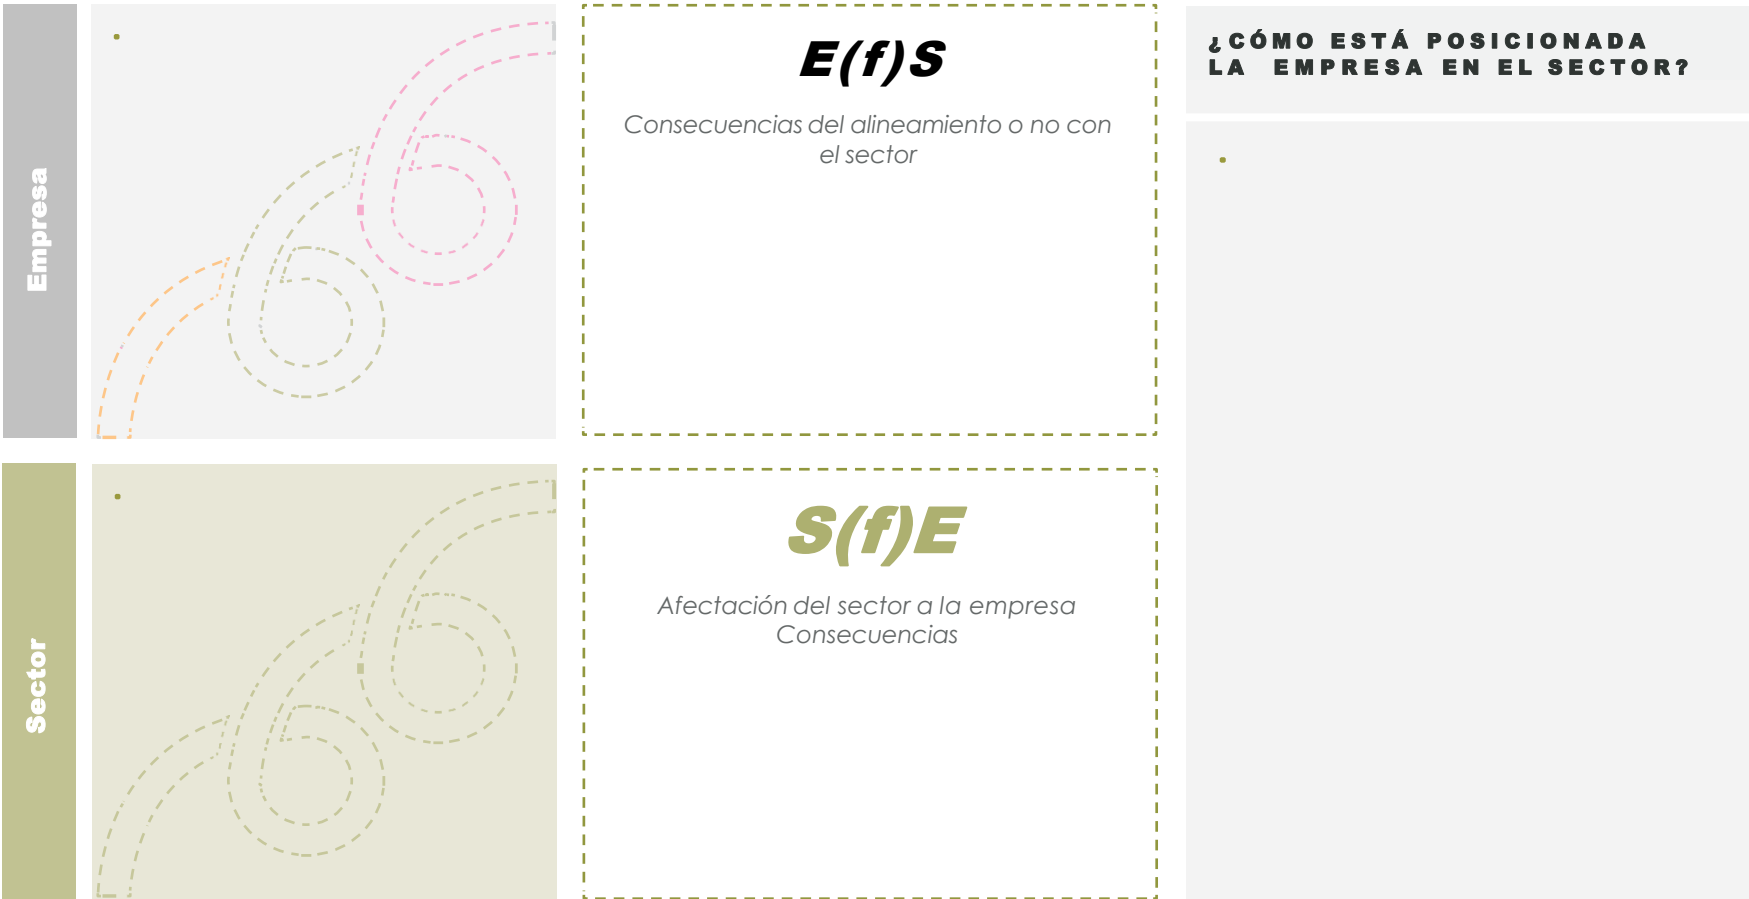 Empresa
E(f)S
Consecuencias del alineamiento o no con
el sector
¿CÓMO ESTÁ POSICIONADA
LA EMPRESA EN EL SECTOR?
Sector
S(f)E
Afectación del sector a la empresa
Consecuencias